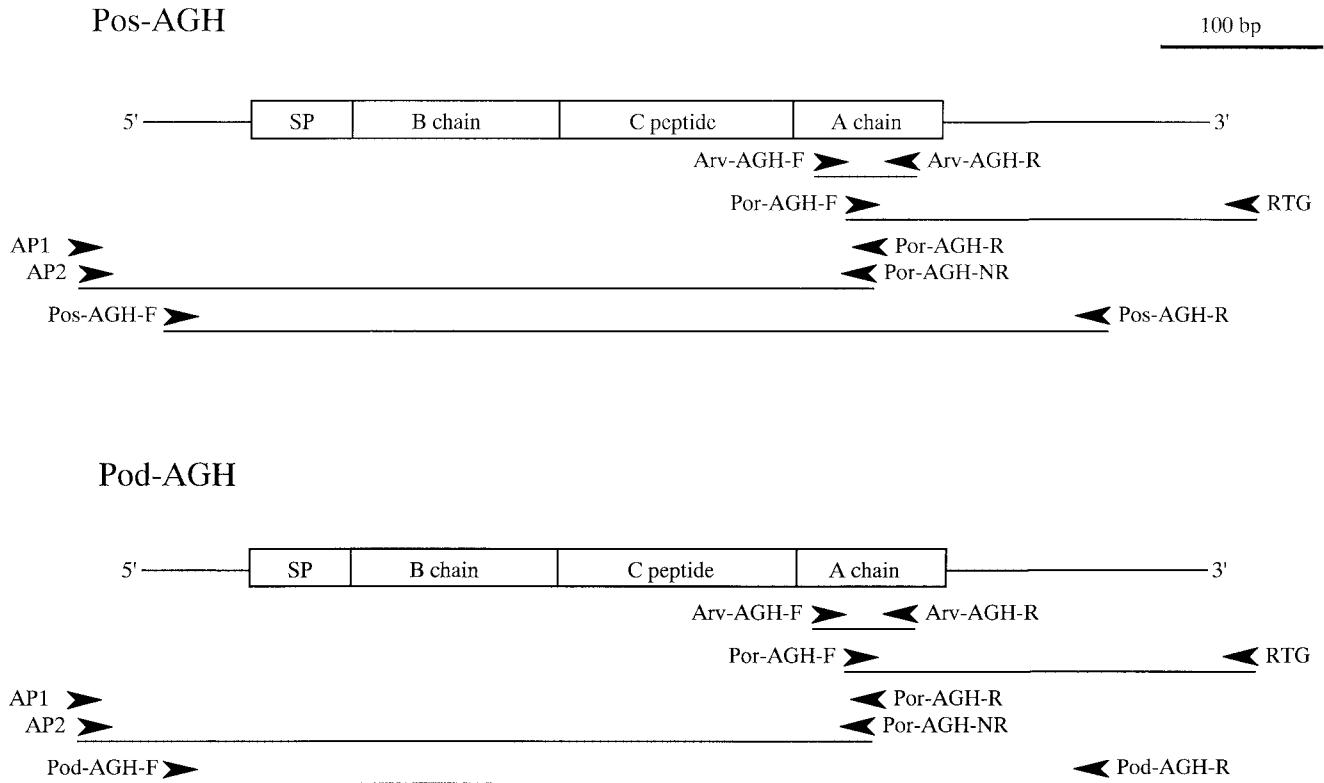 Pos-AGH
100 bp
5' SP B chain C peptide A chain 3'
Arv-AGH-F Arv-AGH-R
Por-AGH-F RTG
AP1 Por-AGH-R
AP2 Por-AGH-NR
Pos-AGH-F Pos-AGH-R
Pod-AGH
5' SP B chain C peptide A chain 3'
Arv-AGH-F Arv-AGH-R
Por-AGH-F RTG
AP1 Por-AGH-R
AP2 Por-AGH-NR
Pod-AGH-F Pod-AGH-R